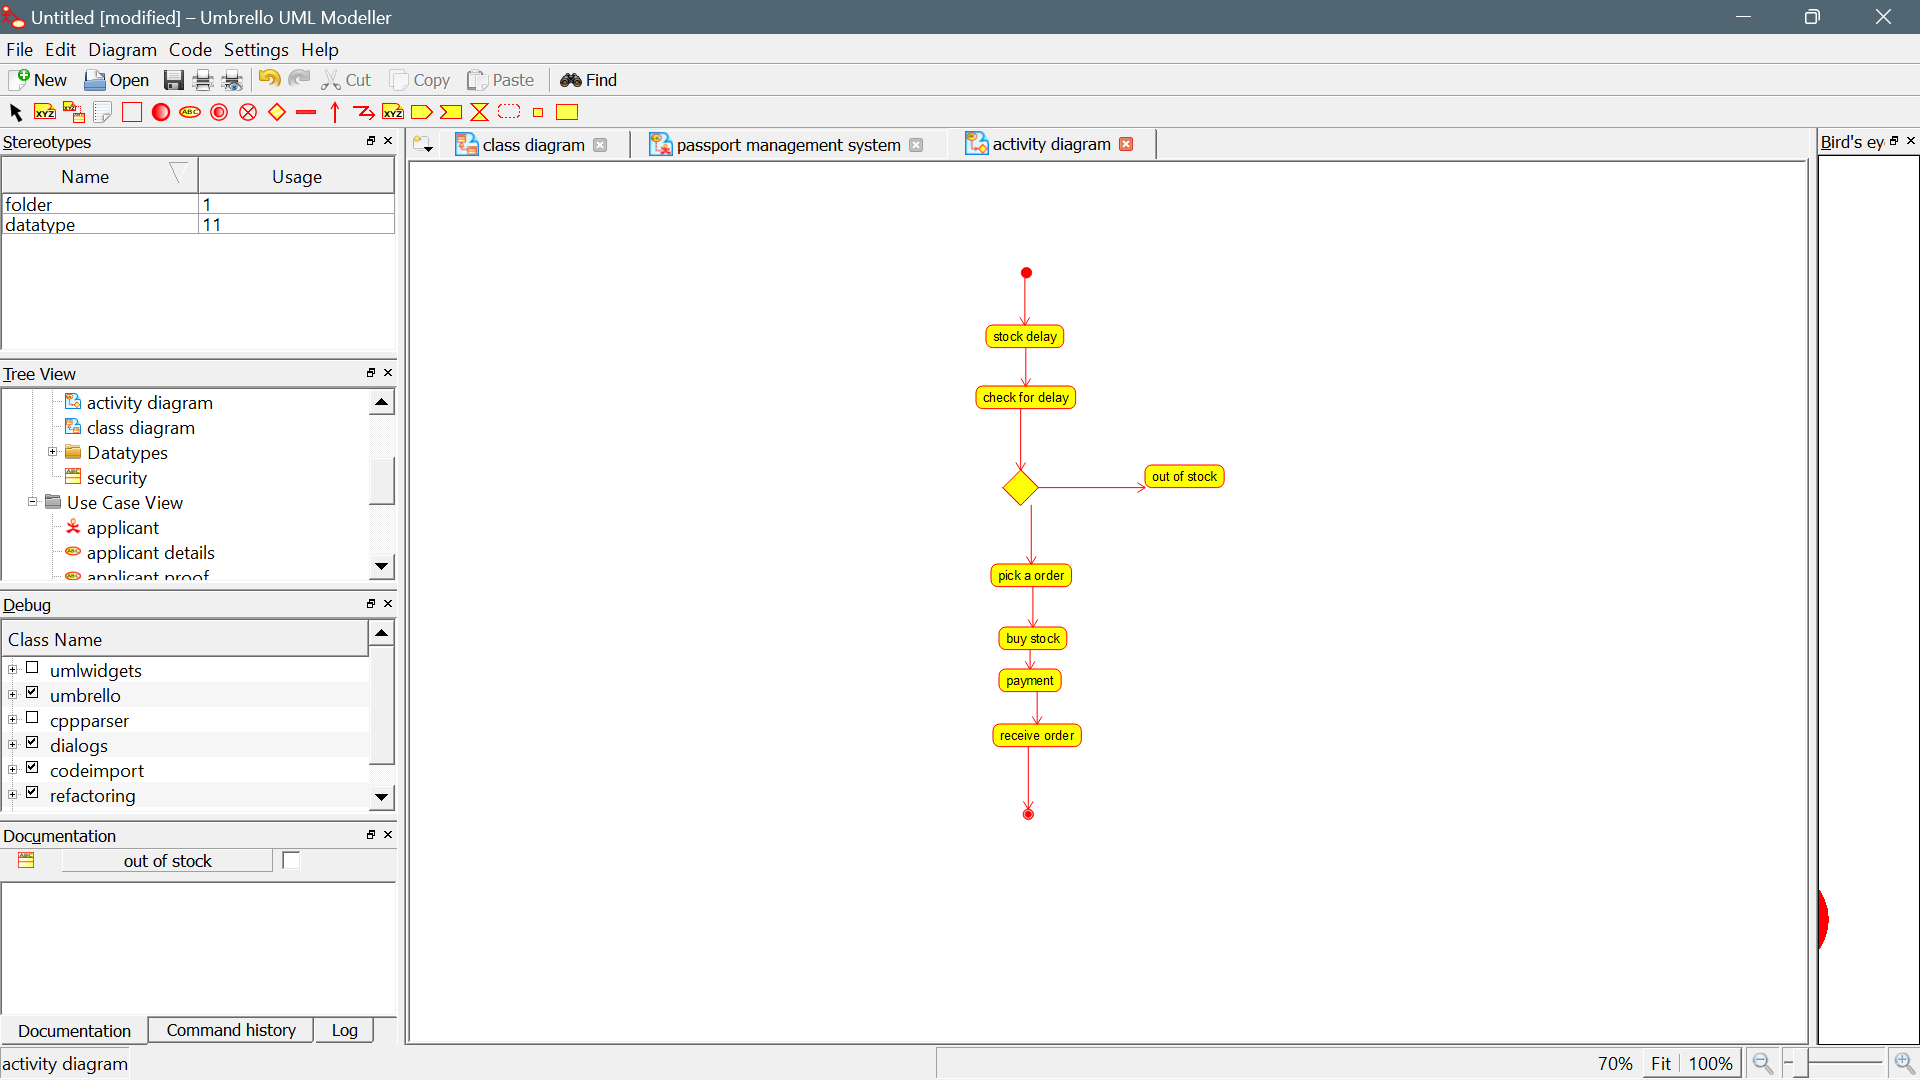 Untitled [modified] – Umbrello UML Modeller
File Edit Diagram Code Settings Help
New Open Cut Copy Paste Find
Stereotypes
Name Usage
folder 1
datatype 11
Tree View
activity diagram
class diagram
Datatypes
security
Use Case View
applicant
applicant details
applicant proof
Debug
Class Name
umlwidgets
umbrello
cppparser
dialogs
codeimport
refactoring
Documentation
out of stock
Documentation Command history Log
class diagram passport management system activity diagram
stock delay
check for delay
out of stock
pick a order
buy stock
payment
receive order
Bird's ey
activity diagram
70% Fit 100%